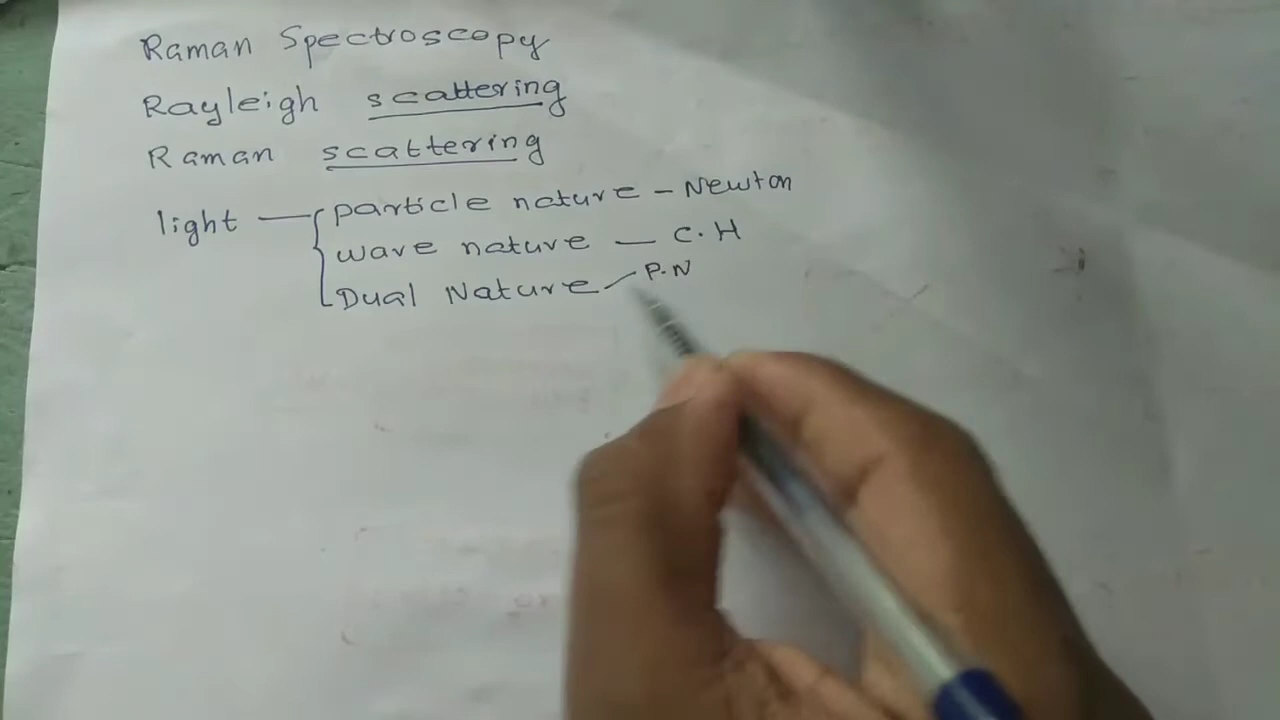 Raman Spectroscopy
Rayleigh scattering
Raman scattering
light — particle nature - Newton
wave nature — C.H
Dual Nature — P.N